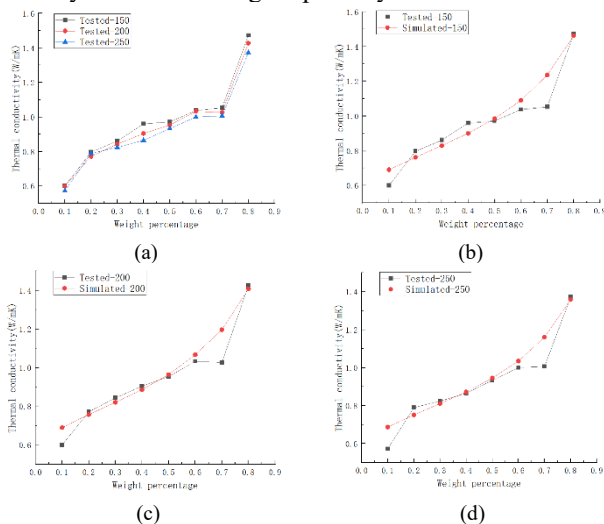 Tested-150
Tested 200
Tested-250
Thermal conductivity(W/mK)
1.6
1.4
1.2
1.0
0.8
0.6
0.0 0.1 0.2 0.3 0.4 0.5 0.6 0.7 0.8 0.9
Weight percentage
(a)
Tested 150
Simulated-150
Thermal conductivity(W/mK)
1.6
1.4
1.2
1.0
0.8
0.6
0.0 0.1 0.2 0.3 0.4 0.5 0.6 0.7 0.8 0.9
Weight percentage
(b)
Tested-200
Simulated 200
Thermal conductivity(W/mK)
1.4
1.2
1.0
0.8
0.6
0.0 0.1 0.2 0.3 0.4 0.5 0.6 0.7 0.8 0.9
Weight percentage
(c)
Tested-250
Simulated-250
Thermal conductivity(W/mK)
1.4
1.2
1.0
0.8
0.6
0.0 0.1 0.2 0.3 0.4 0.5 0.6 0.7 0.8 0.9
Weight percentage
(d)